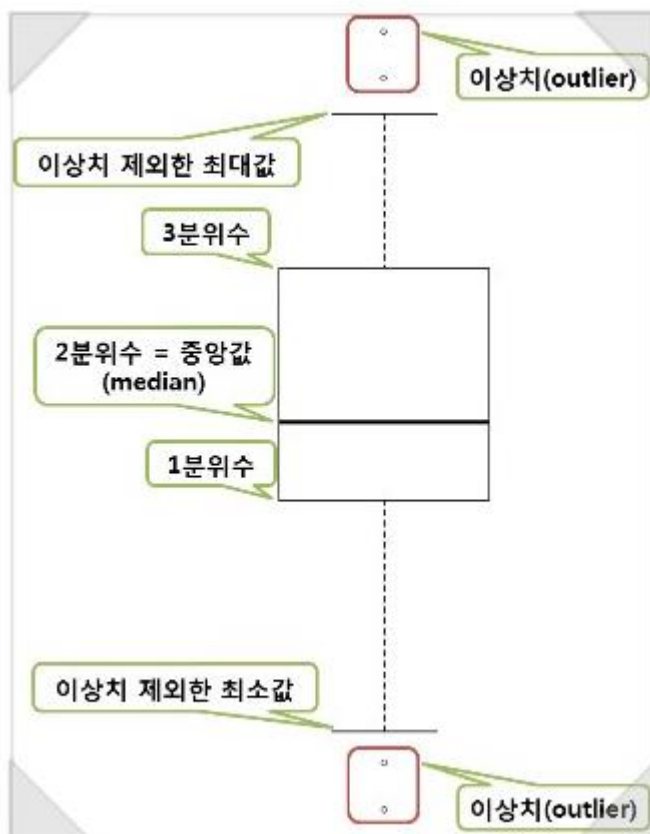 이상치(outlier)
이상치 제외한 최대값
3분위수
2분위수 = 중앙값
(median)
1분위수
이상치 제외한 최소값
이상치(outlier)